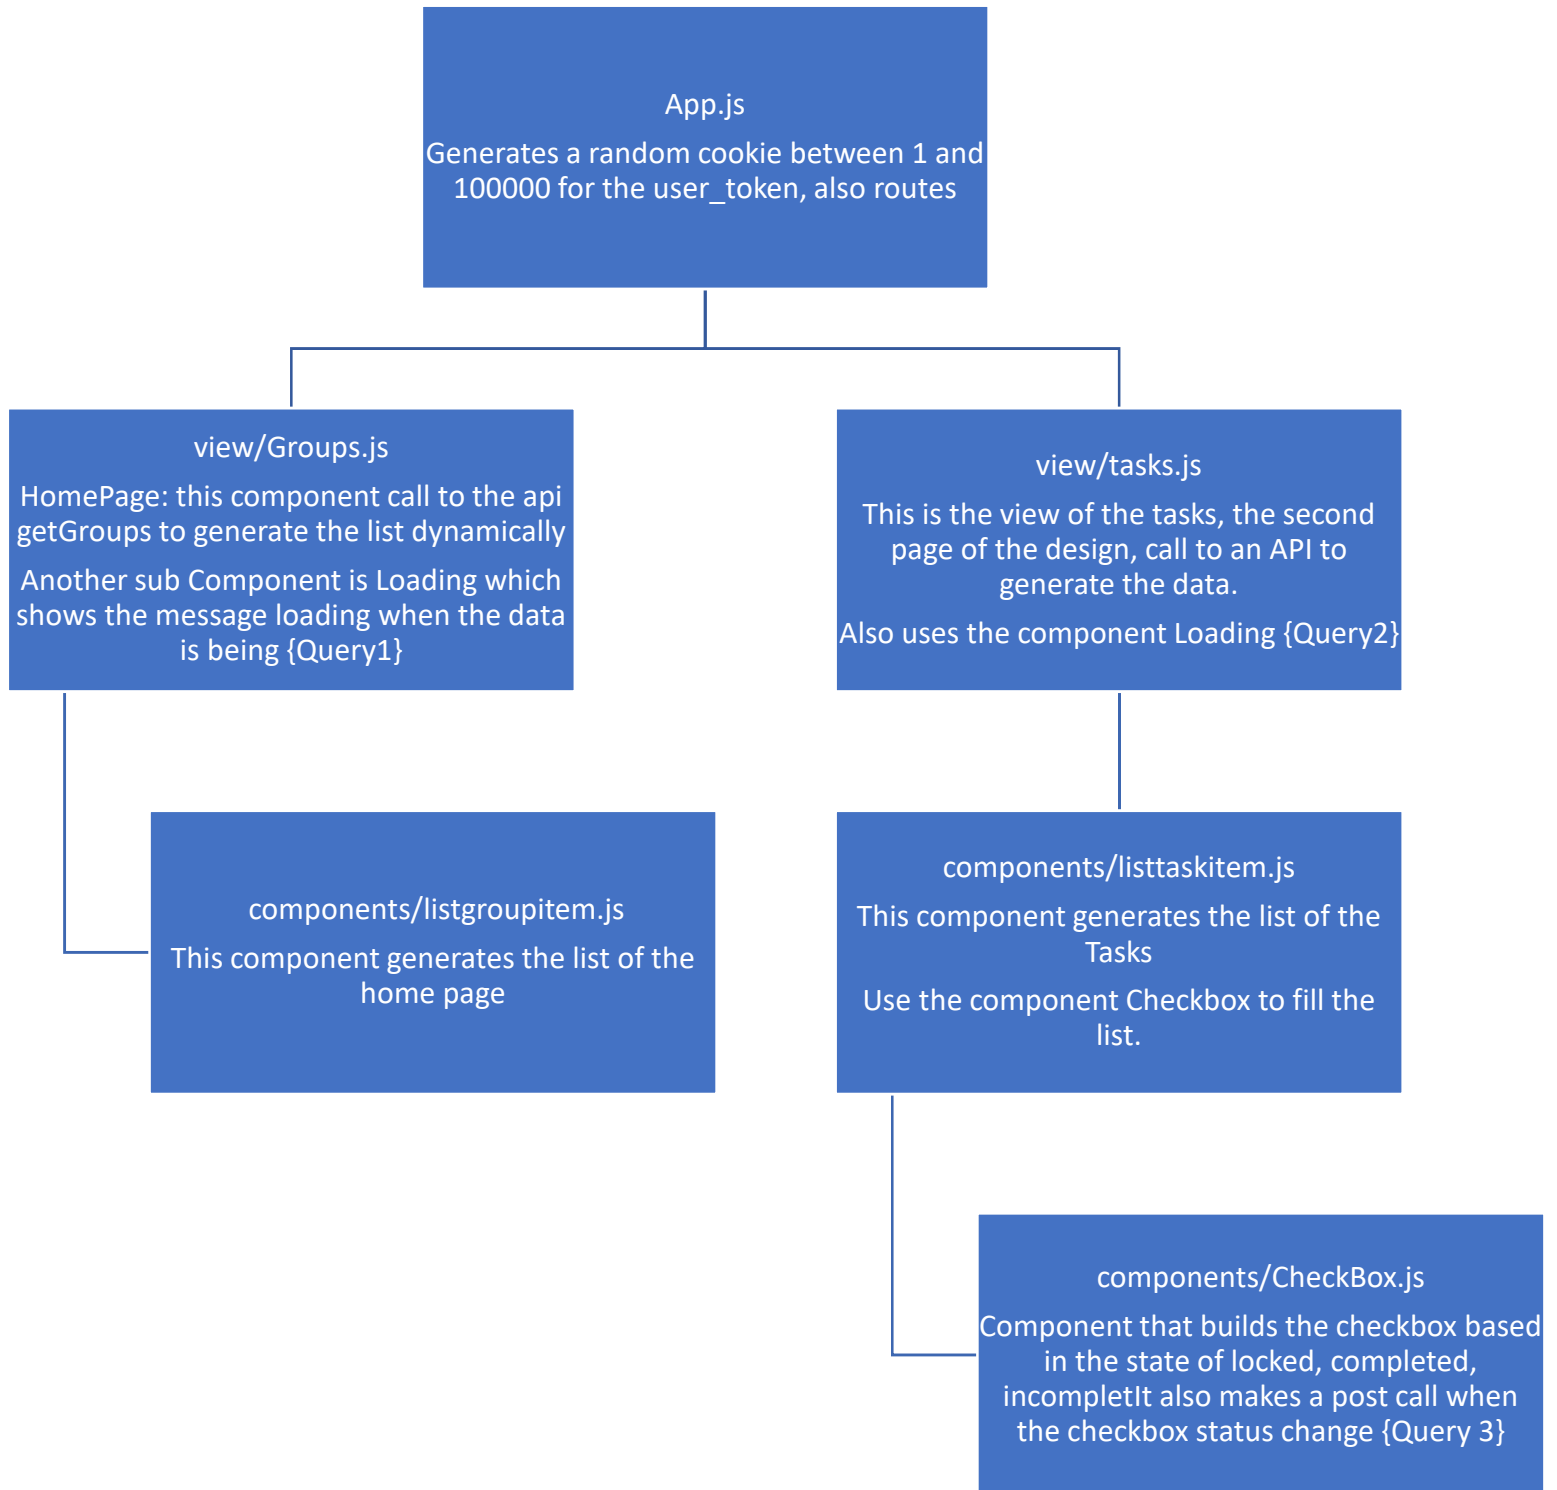 App.js
Generates a random cookie between 1 and
100000 for the user_token, also routes
view/Groups.js
HomePage: this component call to the api
getGroups to generate the list dynamically
Another sub Component is Loading which
shows the message loading when the data
is being {Query1}
view/tasks.js
This is the view of the tasks, the second
page of the design, call to an API to
generate the data.
Also uses the component Loading {Query2}
components/listgroupitem.js
This component generates the list of the
home page
components/listtaskitem.js
This component generates the list of the
Tasks
Use the component Checkbox to fill the
list.
components/CheckBox.js
Component that builds the checkbox based
in the state of locked, completed,
incompletIt also makes a post call when
the checkbox status change {Query 3}